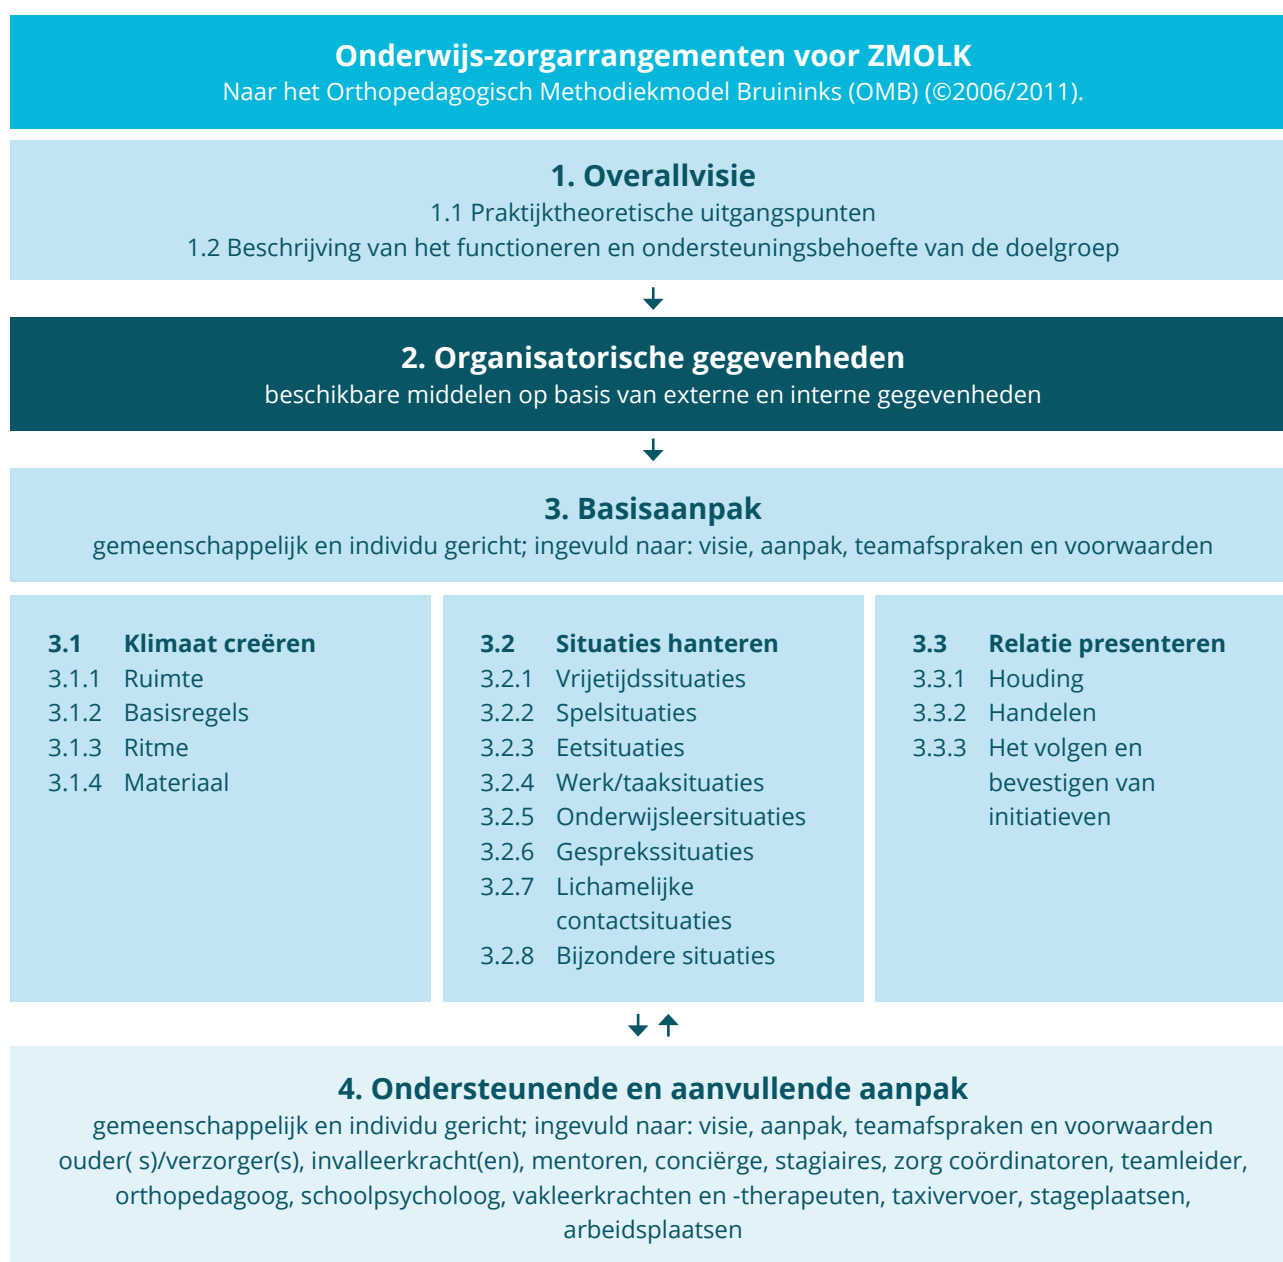 Onderwijs-zorgarrangementen voor ZMOLK
Naar het Orthopedagogisch Methodiekmodel Bruininks (OMB) (©2006/2011).
1. Overallvisie
1.1 Praktijktheoretische uitgangspunten
1.2 Beschrijving van het functioneren en ondersteuningsbehoefte van de doelgroep
2. Organisatorische gegevenheden
beschikbare middelen op basis van externe en interne gegevenheden
3. Basisaanpak
gemeenschappelijk en individu gericht; ingevuld naar: visie, aanpak, teamafspraken en voorwaarden
3.1 Klimaat creëren
3.1.1 Ruimte
3.1.2 Basisregels
3.1.3 Ritme
3.1.4 Materiaal
3.2 Situaties hanteren
3.2.1 Vrijetijdssituaties
3.2.2 Spelsituaties
3.2.3 Eetsituaties
3.2.4 Werk/taaksituaties
3.2.5 Onderwijsleersituaties
3.2.6 Gesprekssituaties
3.2.7 Lichamelijke
contactsituaties
3.2.8 Bijzondere situaties
3.3 Relatie presenteren
3.3.1 Houding
3.3.2 Handelen
3.3.3 Het volgen en
bevestigen van
initiatieven
4. Ondersteunende en aanvullende aanpak
gemeenschappelijk en individu gericht; ingevuld naar: visie, aanpak, teamafspraken en voorwaarden
ouder( s)/verzorger(s), invalleerkracht(en), mentoren, conciërge, stagiaires, zorg coördinatoren, teamleider,
orthopedagoog, schoolpsycholoog, vakleerkrachten en -therapeuten, taxivervoer, stageplaatsen,
arbeidsplaatsen